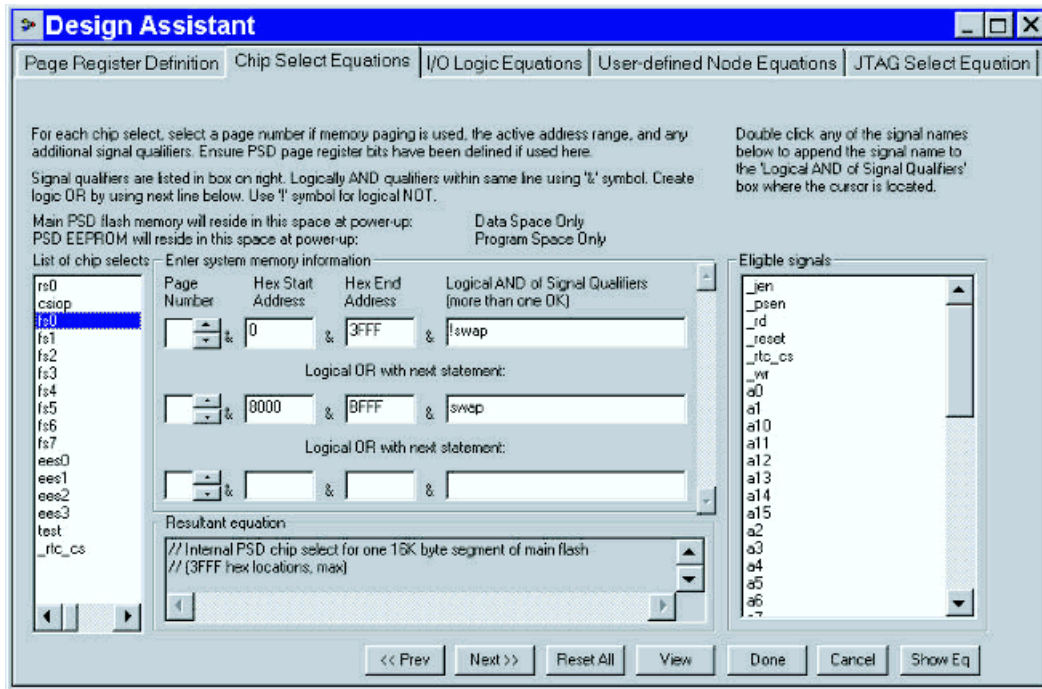 Design Assistant
Page Register Definition Chip Select Equations I/O Logic Equations User-defined Node Equations JTAG Select Equation
For each chip select, select a page number if memory paging is used, the active address range, and any
additional signal qualifiers. Ensure PSD page register bits have been defined if used here.
Signal qualifiers are listed in box on right. Logically AND qualifiers within same line using '&' symbol. Create
logic OR by using next line below. Use '!' symbol for logical NOT.
Main PSD flash memory will reside in this space at power-up: Data Space Only
PSD EEPROM will reside in this space at power-up: Program Space Only
Double click any of the signal names
below to append the signal name to
the 'Logical AND of Signal Qualifiers'
box where the cursor is located.
List of chip selects
rs0
csiop
fs0
fs1
fs2
fs3
fs4
fs5
fs6
fs7
ees0
ees1
ees2
ees3
test
_rtc_cs
Enter system memory information
Page Number Hex Start Address Hex End Address Logical AND of Signal Qualifiers (more than one OK)
& 0 & 3FFF & !swap
Logical OR with next statement:
& 8000 & BFFF & swap
Logical OR with next statement:
& & &
Resultant equation
// Internal PSD chip select for one 16K byte segment of main flash
// (3FFF hex locations, max)
Eligible signals
_jen
_psen
_rd
_reset
_rtc_cs
_wr
a0
a1
a10
a11
a12
a13
a14
a15
a2
a3
a4
a5
a6
a7
<< Prev Next >> Reset All View Done Cancel Show Eq